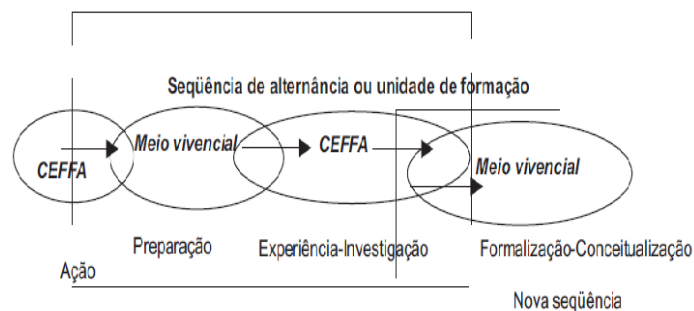 Seqüência de alternância ou unidade de formação
CEFFA
Meio vivencial
CEFFA
Meio vivencial
Preparação
Experiência-Investigação
Formalização-Conceitualização
Ação
Nova seqüência